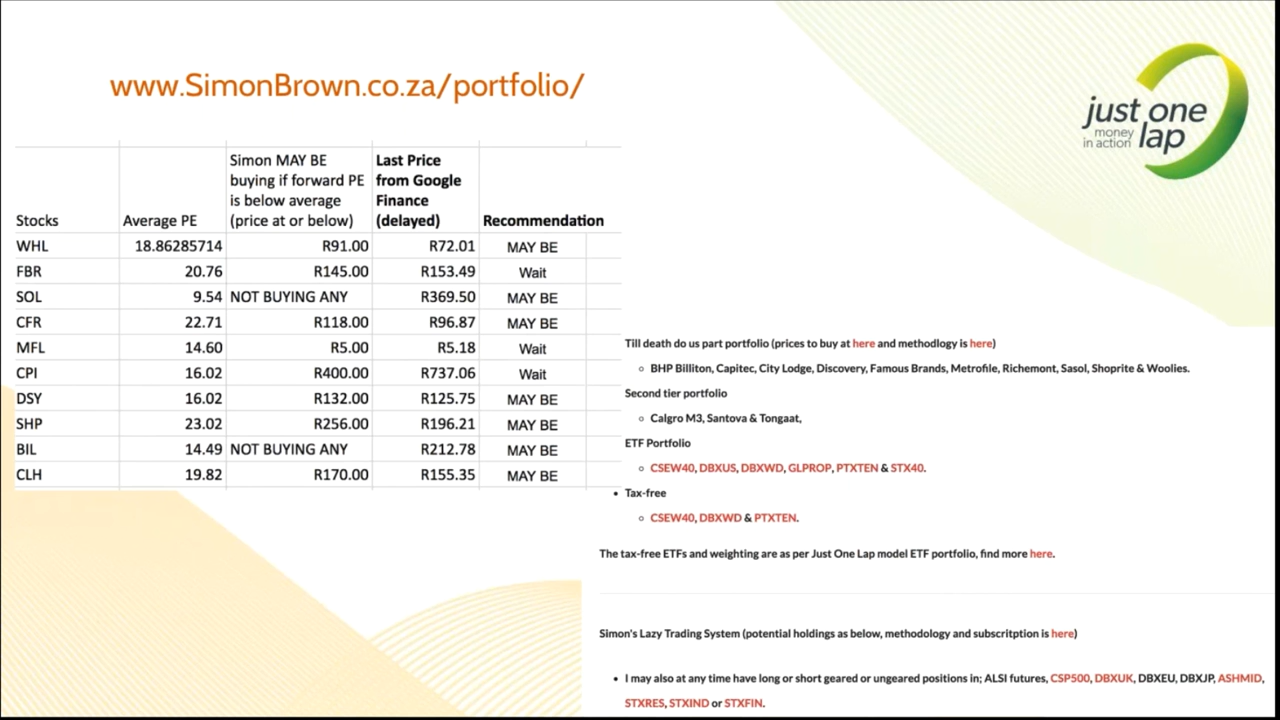 www.SimonBrown.co.za/portfolio/
just one
money
in action
lap
Stocks Average PE Simon MAY BE buying if forward PE is below average (price at or below) Last Price from Google Finance (delayed) Recommendation
WHL 18.86285714 R91.00 R72.01 MAY BE
FBR 20.76 R145.00 R153.49 Wait
SOL 9.54 NOT BUYING ANY R369.50 MAY BE
CFR 22.71 R118.00 R96.87 MAY BE
MFL 14.60 R5.00 R5.18 Wait
CPI 16.02 R400.00 R737.06 Wait
DSY 16.02 R132.00 R125.75 MAY BE
SHP 23.02 R256.00 R196.21 MAY BE
BIL 14.49 NOT BUYING ANY R212.78 MAY BE
CLH 19.82 R170.00 R155.35 MAY BE
Till death do us part portfolio (prices to buy at here and methodlogy is here)
BHP Billiton, Capitec, City Lodge, Discovery, Famous Brands, Metrofile, Richemont, Sasol, Shoprite & Woolies.
Second tier portfolio
Calgro M3, Santova & Tongaat,
ETF Portfolio
CSEW40, DBXUS, DBXWD, GLPROP, PTXTEN & STX40.
Tax-free
CSEW40, DBXWD & PTXTEN.
The tax-free ETFs and weighting are as per Just One Lap model ETF portfolio, find more here.
Simon's Lazy Trading System (potential holdings as below, methodology and subscritption is here)
I may also at any time have long or short geared or ungeared positions in; ALSI futures, CSP500, DBXUK, DBXEU, DBXJP, ASHMID,
STXRES, STXIND or STXFIN.